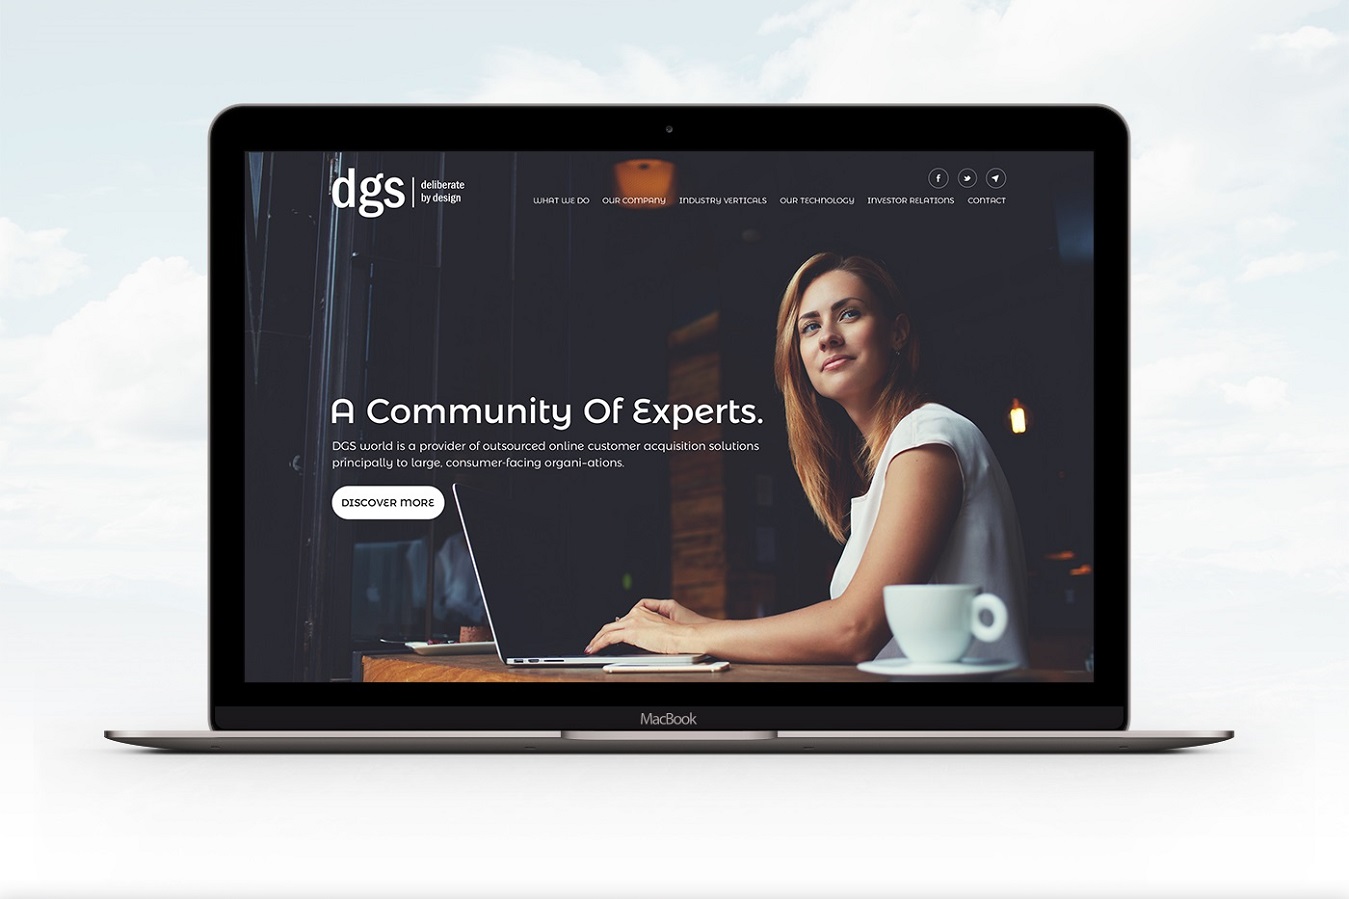 dgs
deliberate
by design
WHAT WE DO OUR COMPANY INDUSTRY VERTICALS OUR TECHNOLOGY INVESTOR RELATIONS CONTACT
A Community Of Experts.
DGS world is a provider of outsourced online customer acquisition solutions
principally to large, consumer-facing organi-ations.
DISCOVER MORE
MacBook